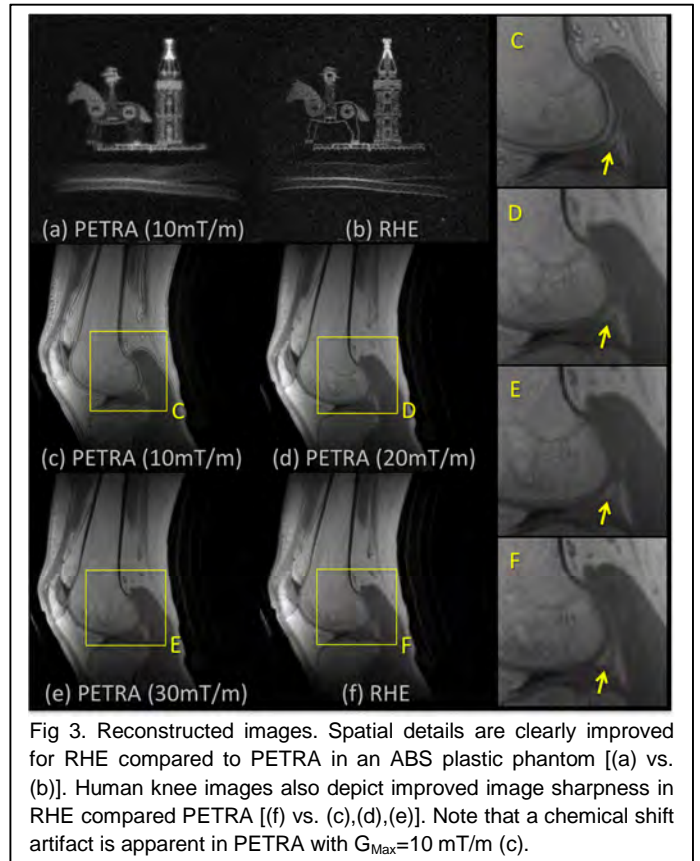 C
(a) PETRA (10mT/m)
(b) RHE
D
C
D
(c) PETRA (10mT/m)
(d) PETRA (20mT/m)
E
E
F
F
(e) PETRA (30mT/m)
(f) RHE
Fig 3. Reconstructed images. Spatial details are clearly improved
for RHE compared to PETRA in an ABS plastic phantom [(a) vs.
(b)]. Human knee images also depict improved image sharpness in
RHE compared PETRA [(f) vs. (c),(d),(e)]. Note that a chemical shift
artifact is apparent in PETRA with GMax=10 mT/m (c).